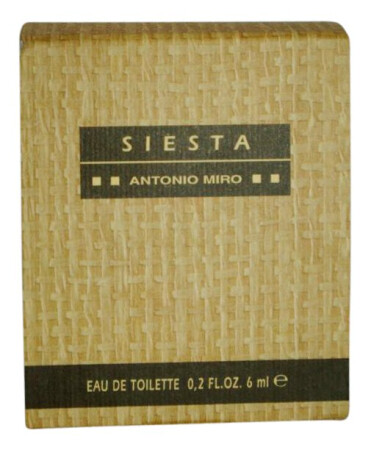 SIESTA
ANTONIO MIRO
EAU DE TOILETTE 0,2 FL.OZ. 6 ml ℮